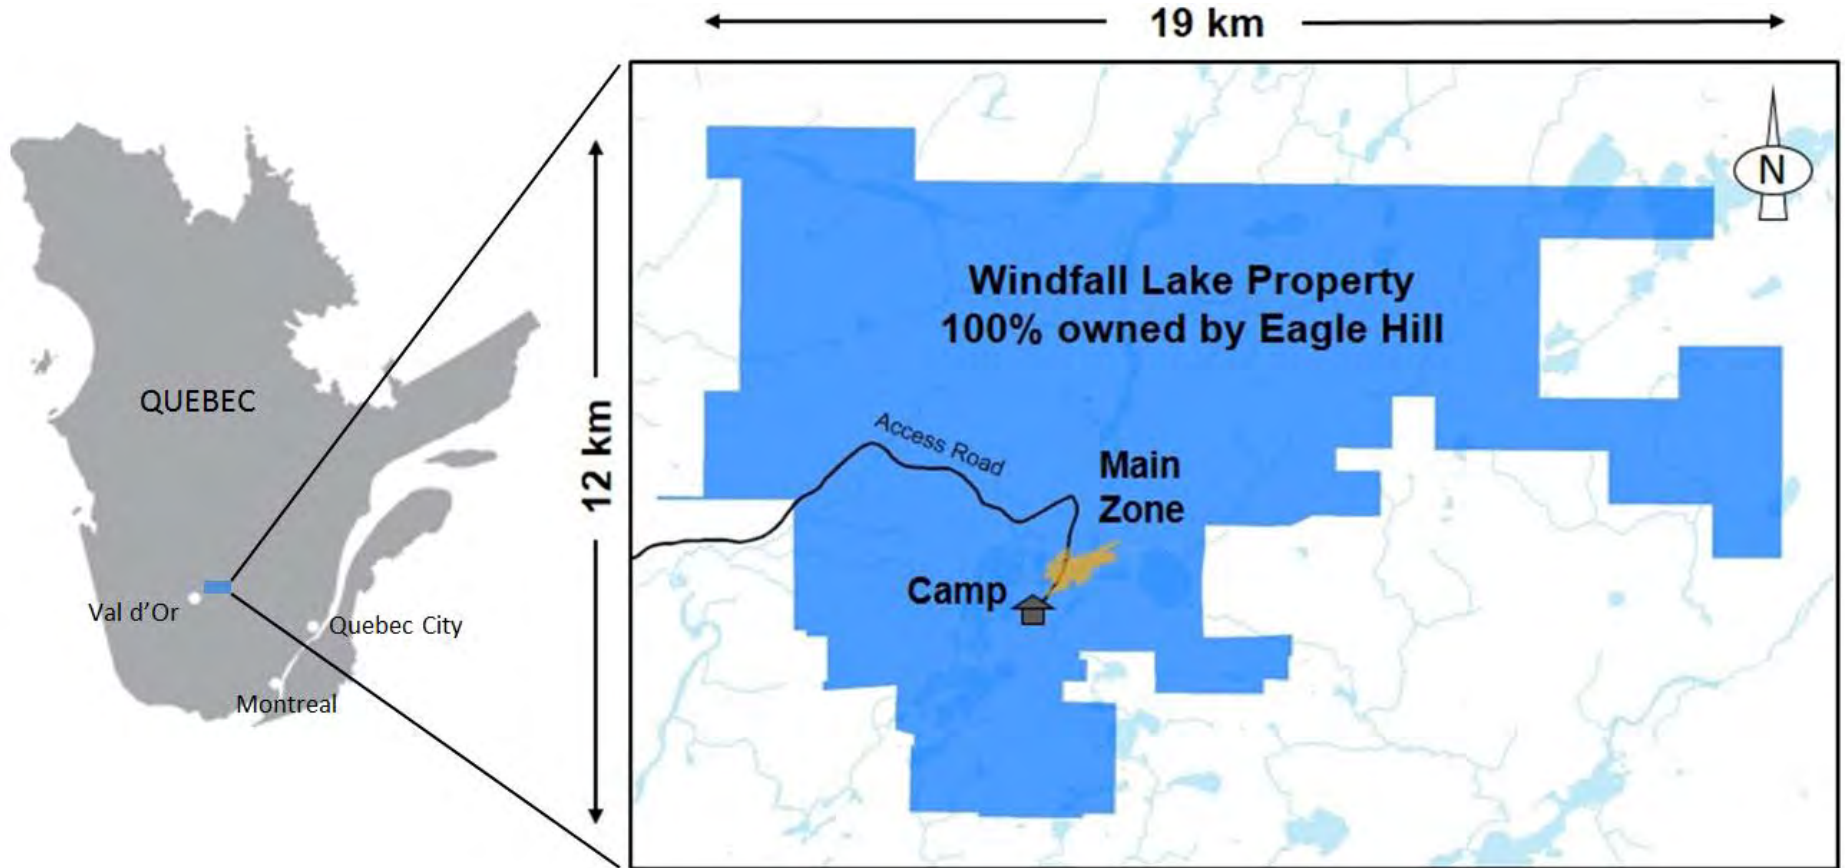 19 km
N
Windfall Lake Property
100% owned by Eagle Hill
12 km
QUEBEC
Access Road
Main
Zone
Camp
Val d'Or
Quebec City
Montreal